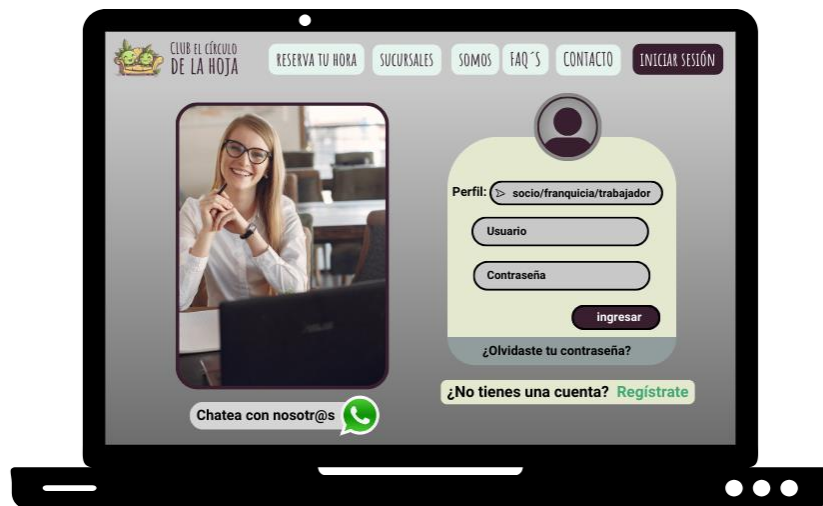 CLUB EL CÍRCULO
DE LA HOJA
RESERVA TU HORA
SUCURSALES
SOMOS
FAQ´S
CONTACTO
INICIAR SESIÓN
Perfil: socio/franquicia/trabajador
Usuario
Contraseña
ingresar
¿Olvidaste tu contraseña?
¿No tienes una cuenta? Regístrate
Chatea con nosotr@s